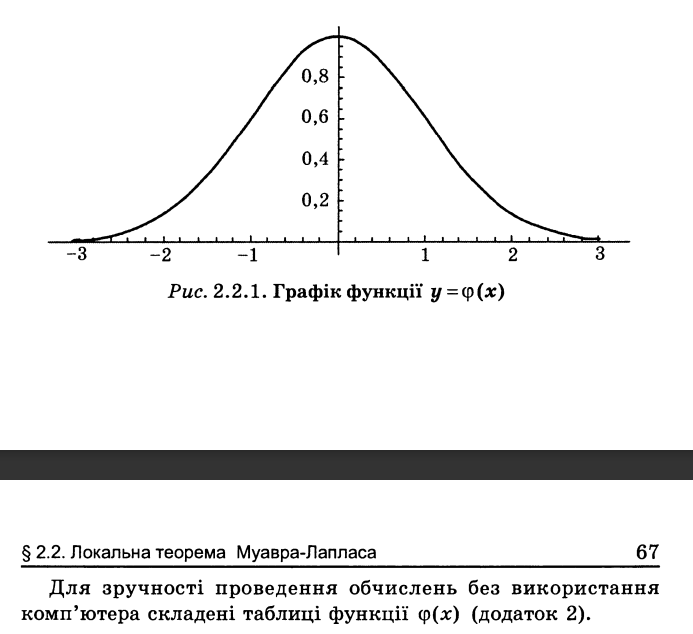 0,8
0,6
0,4
0,2
−3 −2 −1 1 2 3
Рис. 2.2.1. Графік функції y = φ(x)
§ 2.2. Локальна теорема Муавра-Лапласа 67
Для зручності проведення обчислень без використання
комп’ютера складені таблиці функції φ(x) (додаток 2).